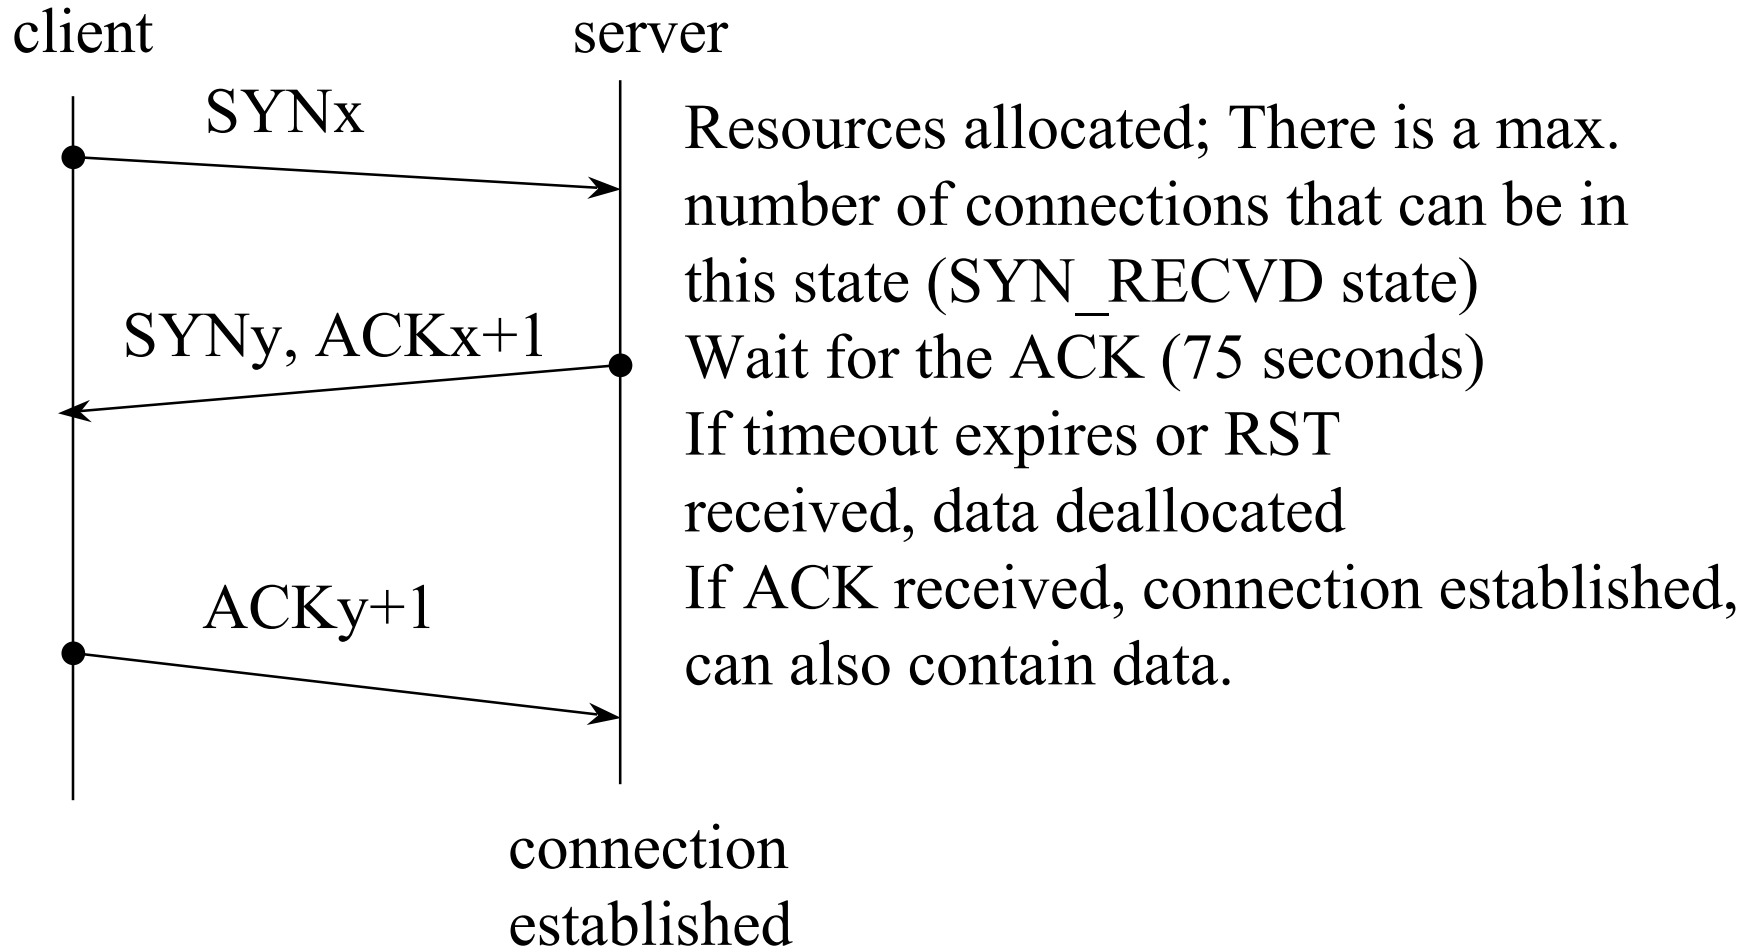 client
server
SYNx
Resources allocated; There is a max.
number of connections that can be in
this state (SYN_RECVD state)
SYNy, ACKx+1
Wait for the ACK (75 seconds)
If timeout expires or RST
received, data deallocated
If ACK received, connection established,
ACKy+1
can also contain data.
connection
established